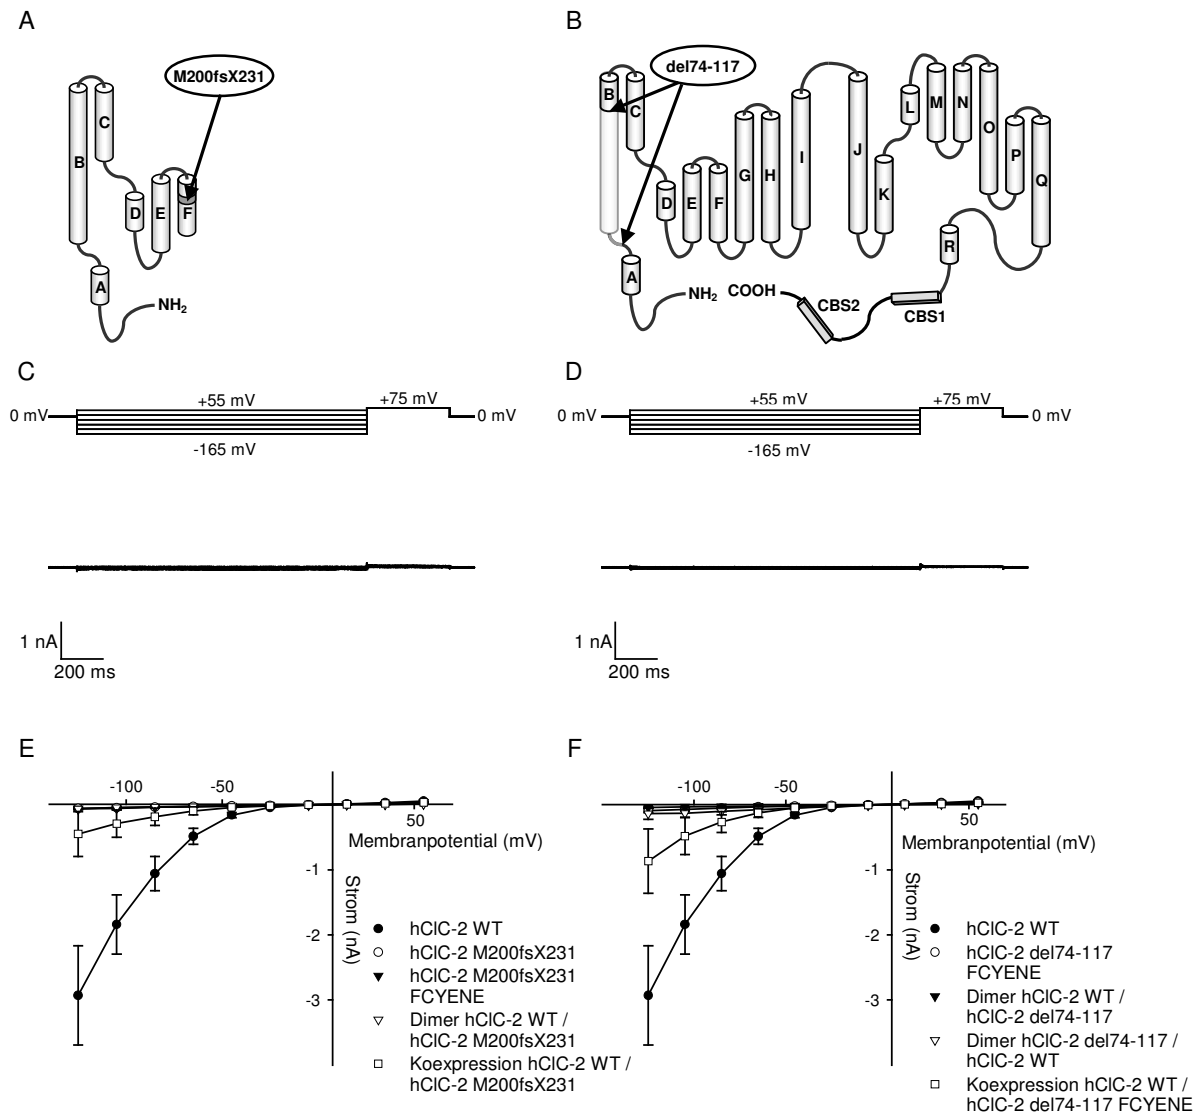 A
M200fsX231
B
C
D
E
F
A
NH2
B
del74-117
B
C
D
E
F
G
H
I
J
K
L
M
N
O
P
Q
R
A
NH2
COOH
CBS2
CBS1
C
+55 mV
+75 mV
0 mV
0 mV
-165 mV
1 nA
200 ms
D
+55 mV
+75 mV
0 mV
0 mV
-165 mV
1 nA
200 ms
E
-100
-50
50
Membranpotential (mV)
-1
-2
-3
Strom (nA)
hClC-2 WT
hClC-2 M200fsX231
hClC-2 M200fsX231
FCYENE
Dimer hClC-2 WT /
hClC-2 M200fsX231
Koexpression hClC-2 WT /
hClC-2 M200fsX231
F
-100
-50
50
Membranpotential (mV)
-1
-2
-3
Strom (nA)
hClC-2 WT
hClC-2 del74-117
FCYENE
Dimer hClC-2 WT /
hClC-2 del74-117
Dimer hClC-2 del74-117 /
hClC-2 WT
Koexpression hClC-2 WT /
hClC-2 del74-117 FCYENE